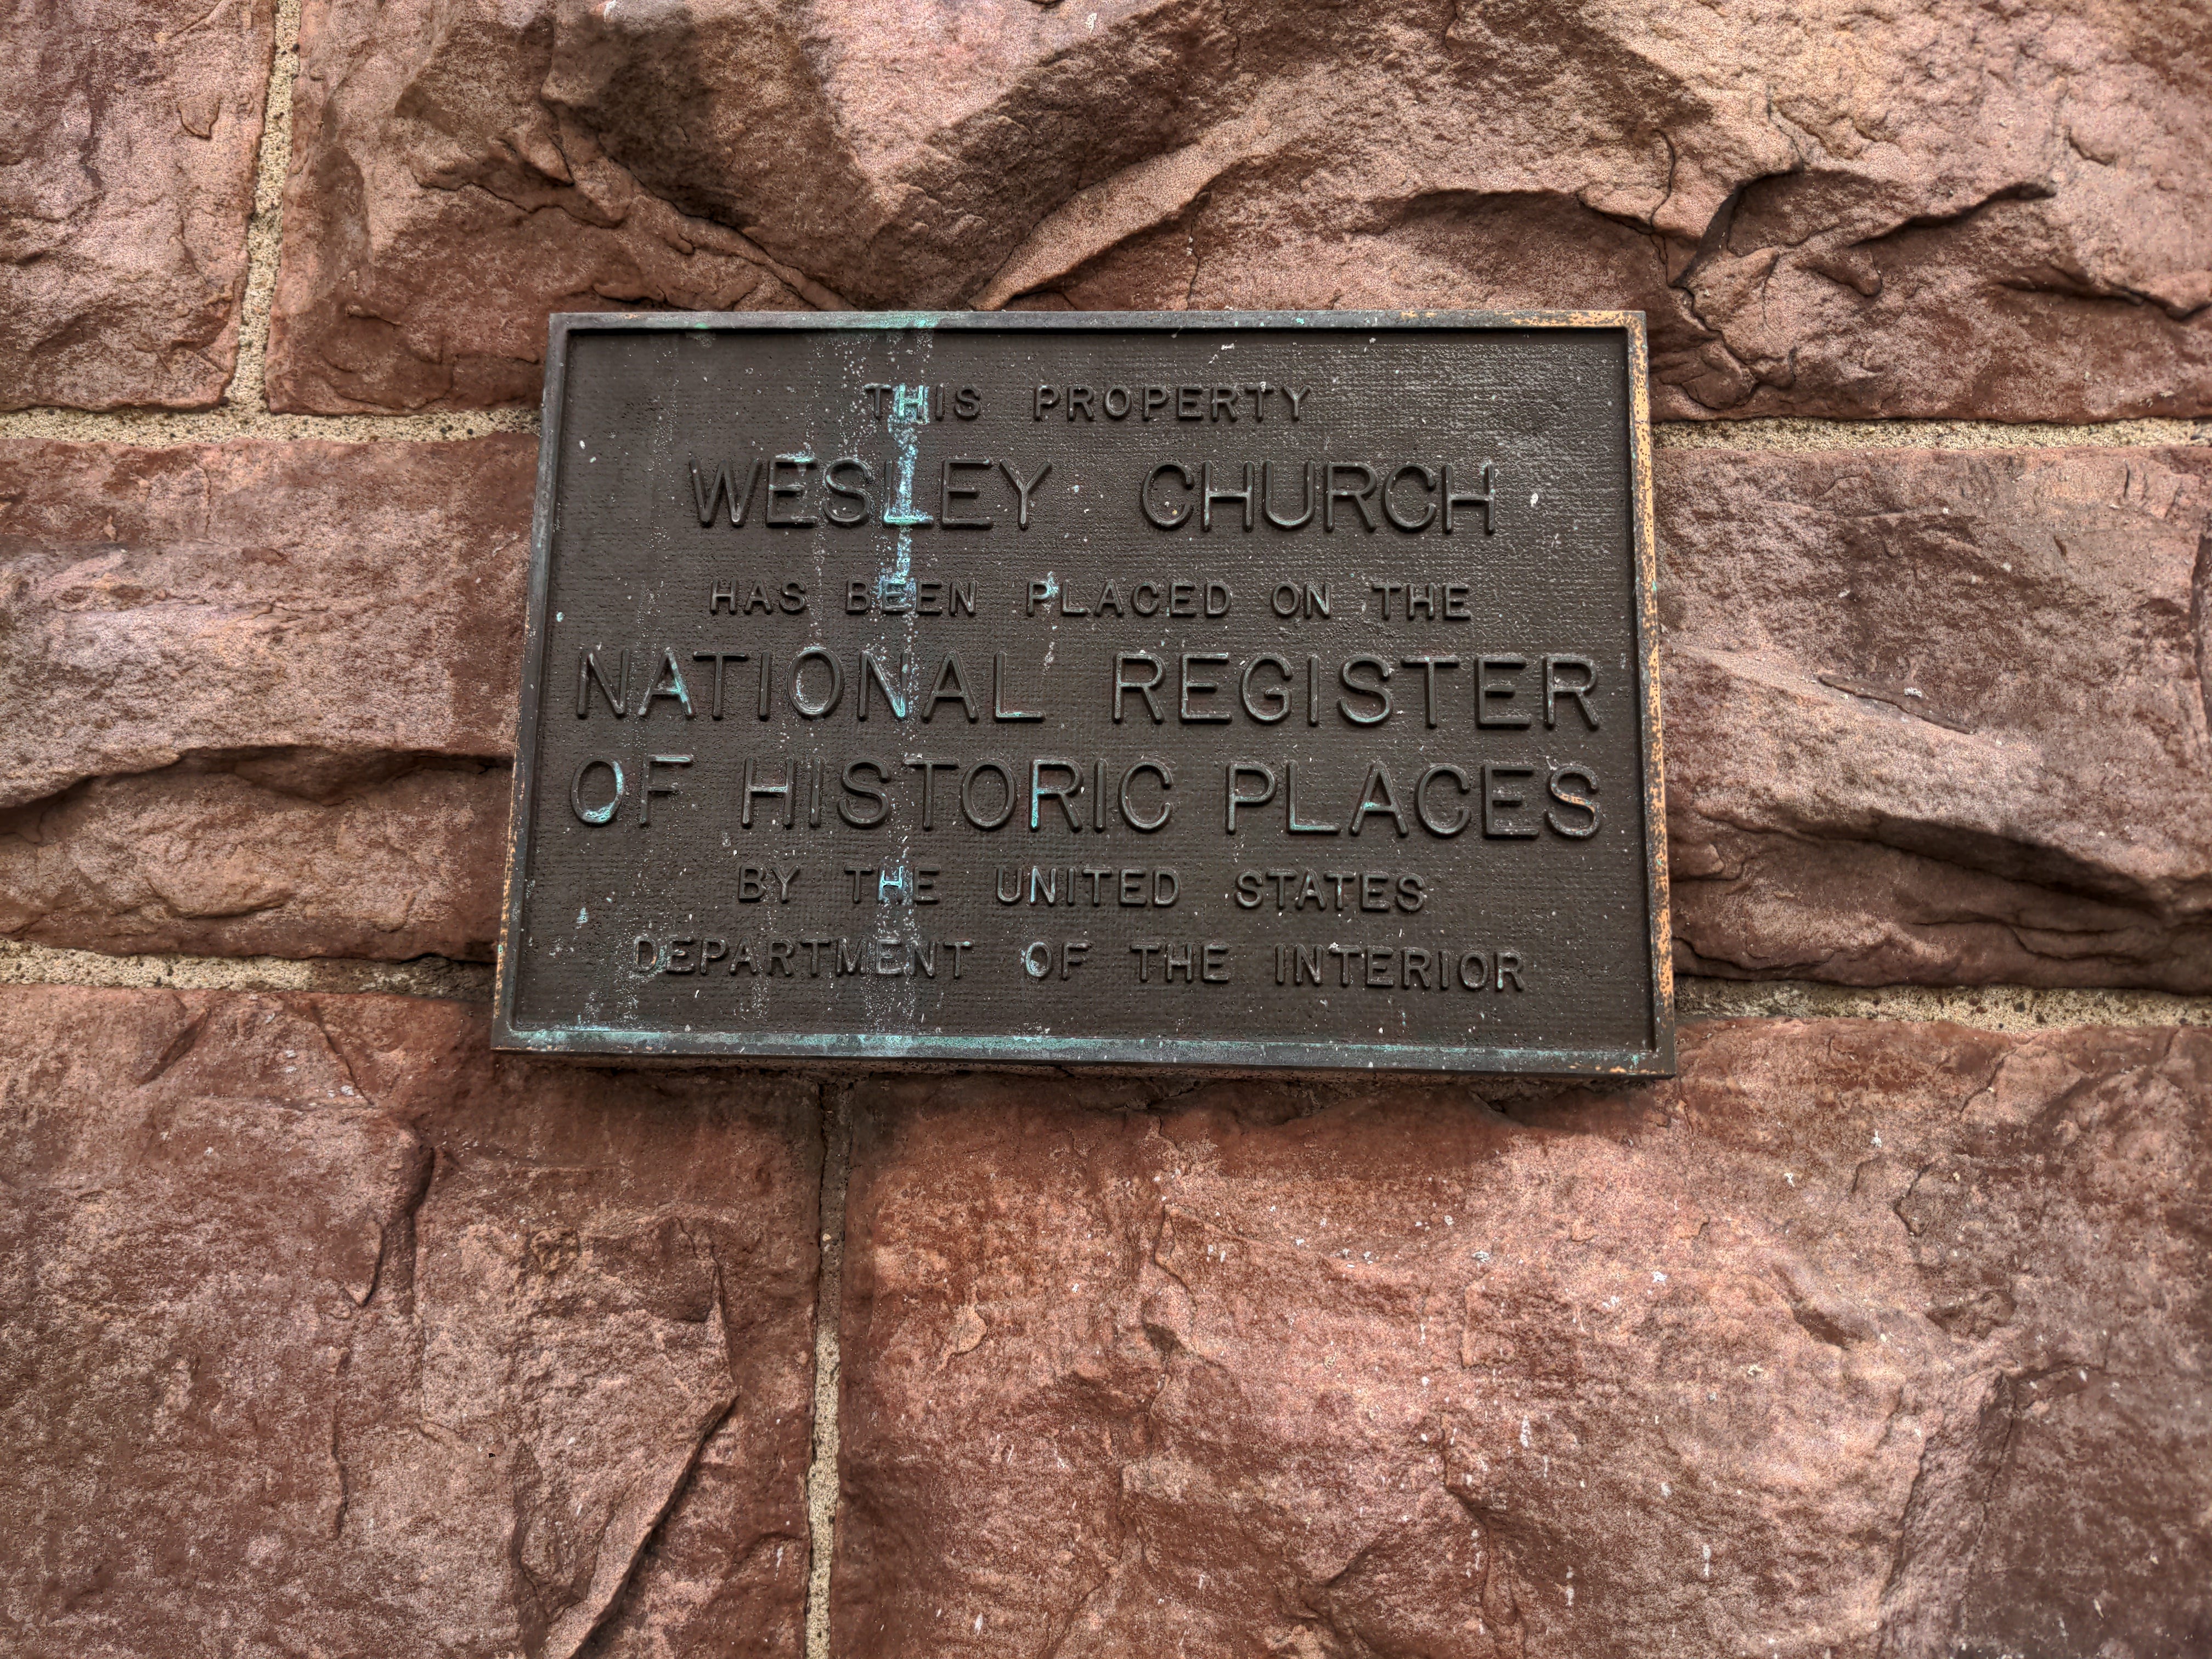 THIS PROPERTY
WESLEY CHURCH
HAS BEEN PLACED ON THE
NATIONAL REGISTER
OF HISTORIC PLACES
BY THE UNITED STATES
DEPARTMENT OF THE INTERIOR